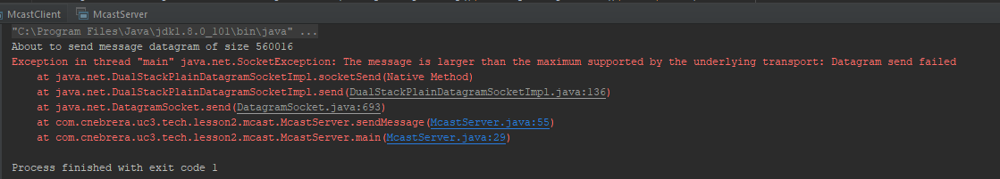 McastClient McastServer
"C:\Program Files\Java\jdk1.8.0_101\bin\java" ...
About to send message datagram of size 560016
Exception in thread "main" java.net.SocketException: The message is larger than the maximum supported by the underlying transport: Datagram send failed
at java.net.DualStackPlainDatagramSocketImpl.socketSend(Native Method)
at java.net.DualStackPlainDatagramSocketImpl.send(DualStackPlainDatagramSocketImpl.java:136)
at java.net.DatagramSocket.send(DatagramSocket.java:693)
at com.cnebrera.uc3.tech.lesson2.mcast.McastServer.sendMessage(McastServer.java:55)
at com.cnebrera.uc3.tech.lesson2.mcast.McastServer.main(McastServer.java:29)
Process finished with exit code 1